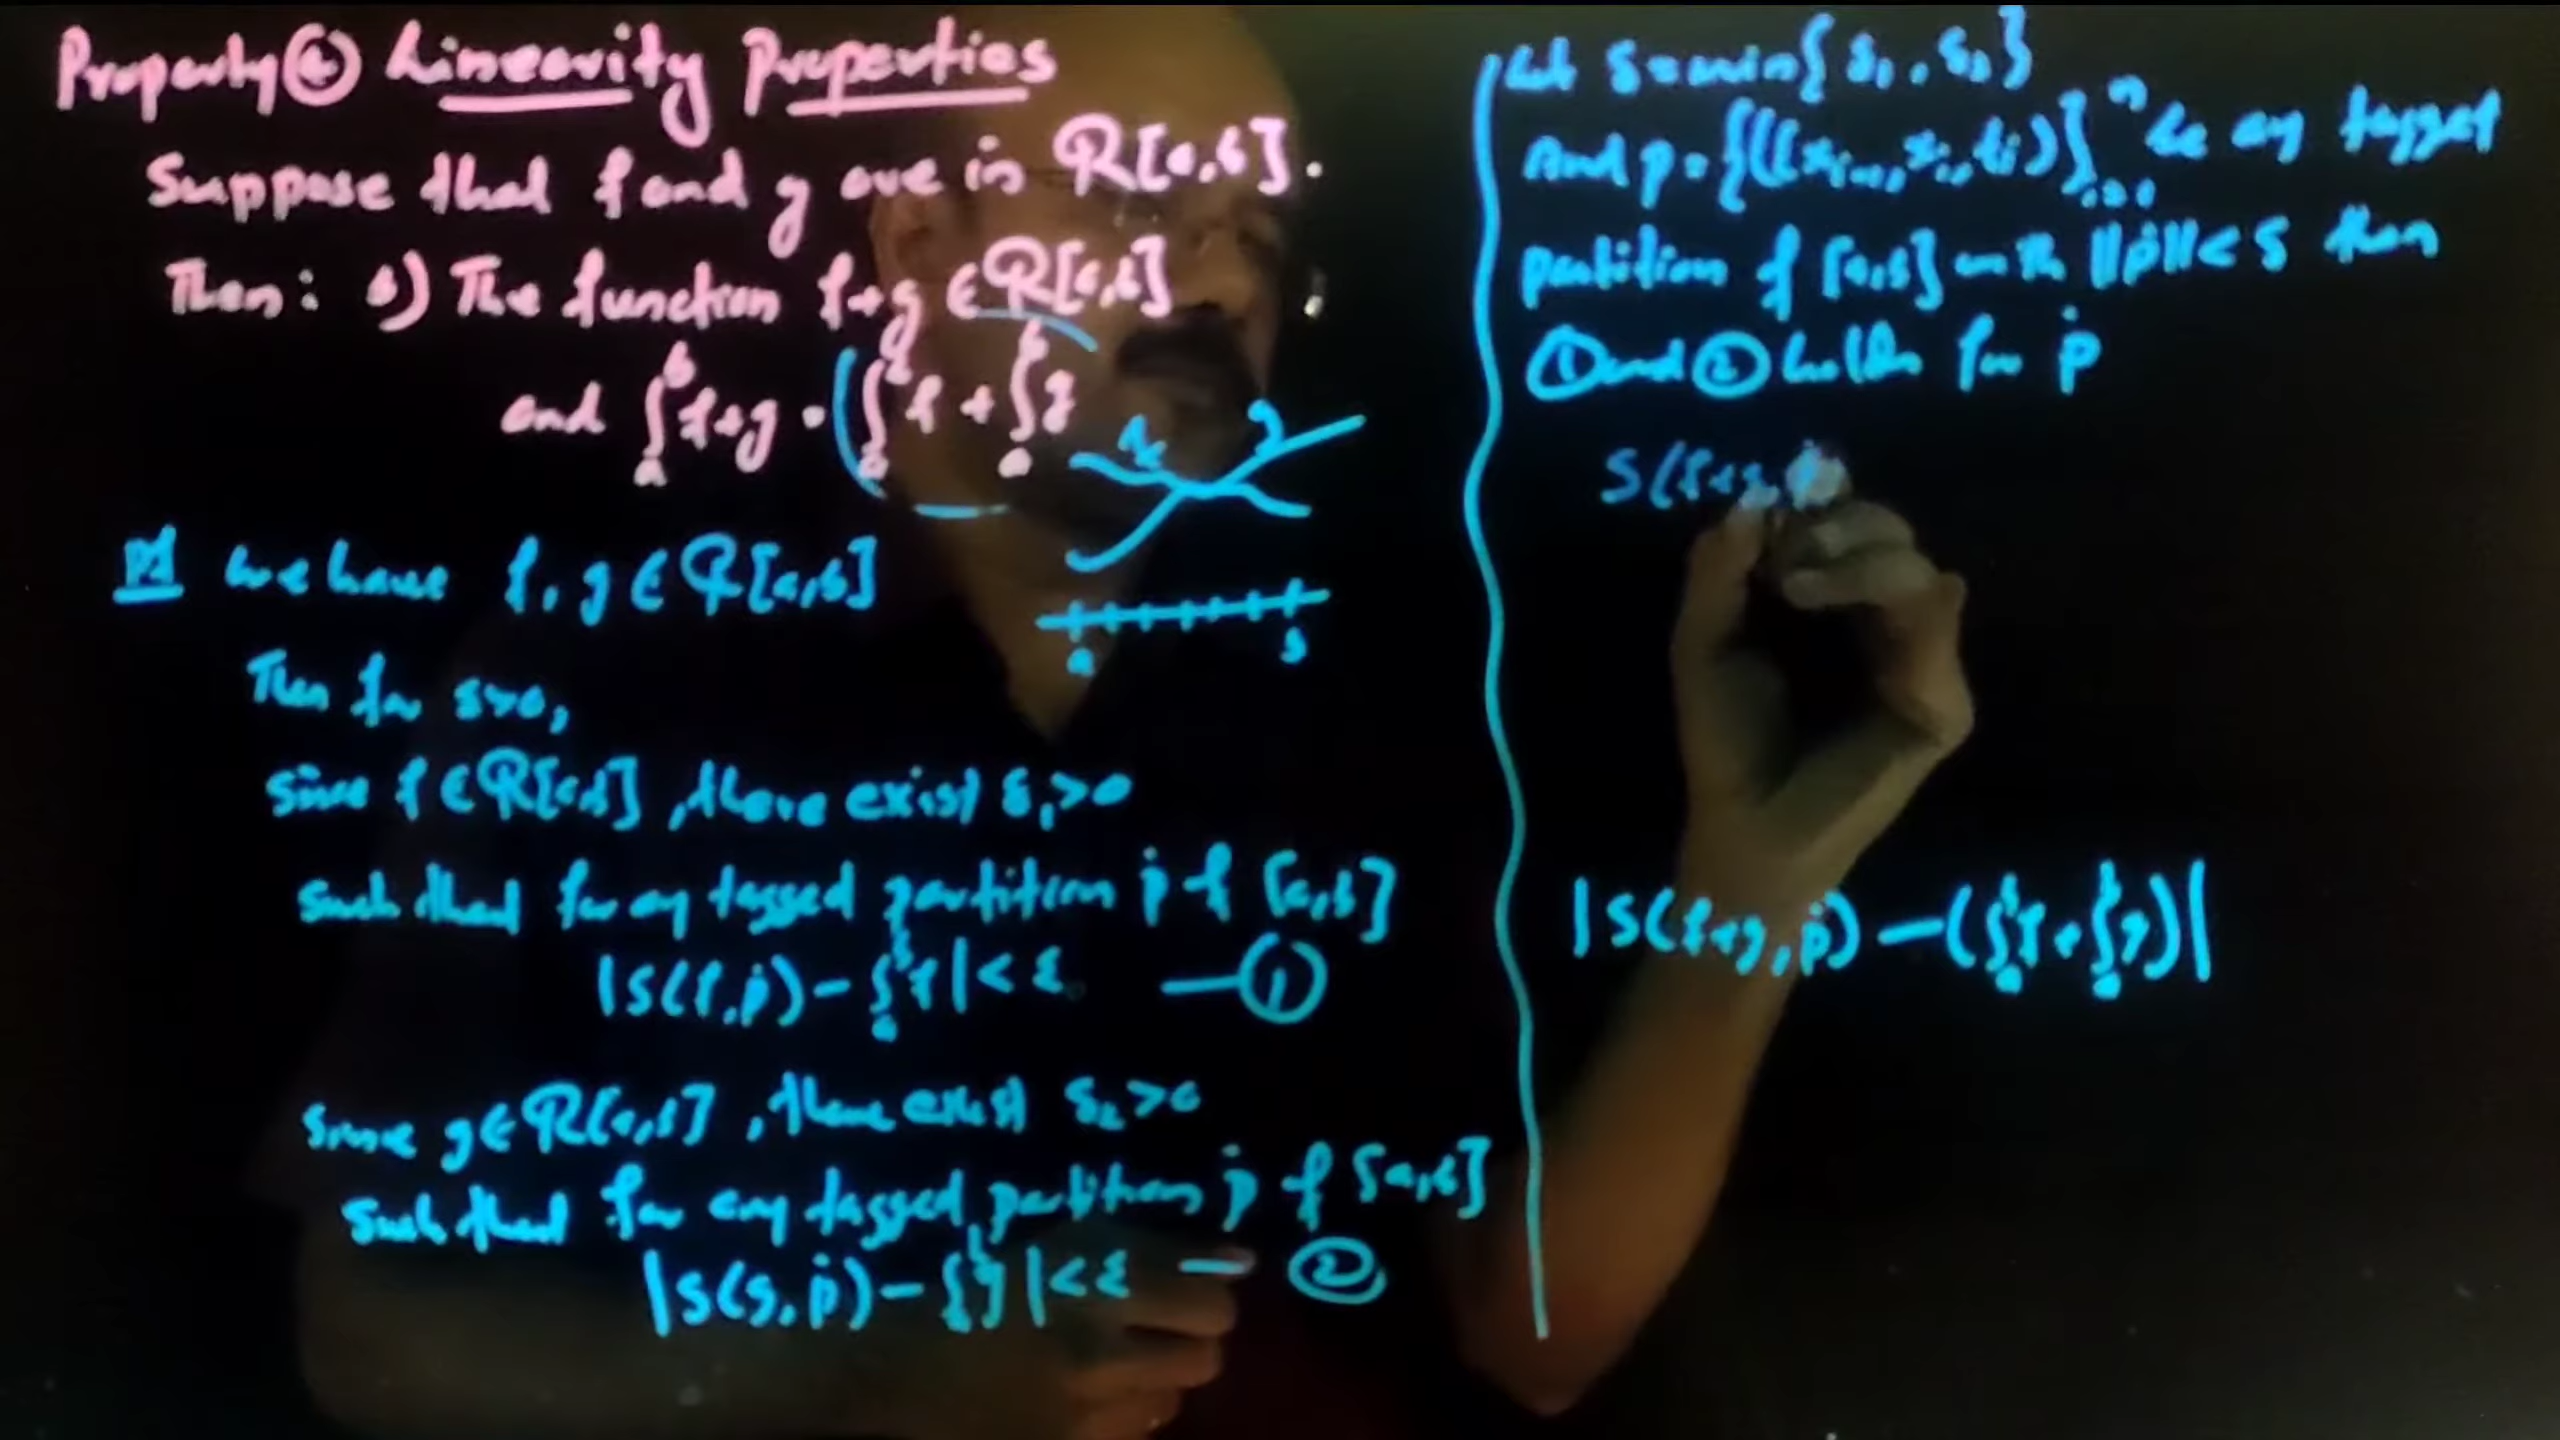 Property ④ Linearity Properties
Suppose that f and g are in R[a,b].
Then: b) The function f+g ∈ R[a,b]
and ∫ₐᵇ f+g = ∫ₐᵇ f + ∫ₐᵇ g
f g
Pf We have f, g ∈ R[a,b]
a b
Then for ε>0,
Since f ∈ R[a,b], there exist δ₁>0
Such that for any tagged partition ṗ of [a,b]
|S(f,ṗ) - ∫ₐᵇ f| < ε — ①
Since g ∈ R[a,b], there exist δ₂>0
Such that for any tagged partition ṗ of [a,b]
|S(g,ṗ) - ∫ₐᵇ g| < ε — ②
Let δ = min{δ₁, δ₂}
And ṗ = {([xᵢ₋₁, xᵢ], tᵢ)}ⁿᵢ₌₁ be any tagged
partition of [a,b] with ||ṗ|| < δ then
① and ② holds for ṗ
S(f+g, ṗ
|S(f+g, ṗ) - (∫ₐᵇ f + ∫ₐᵇ g)|